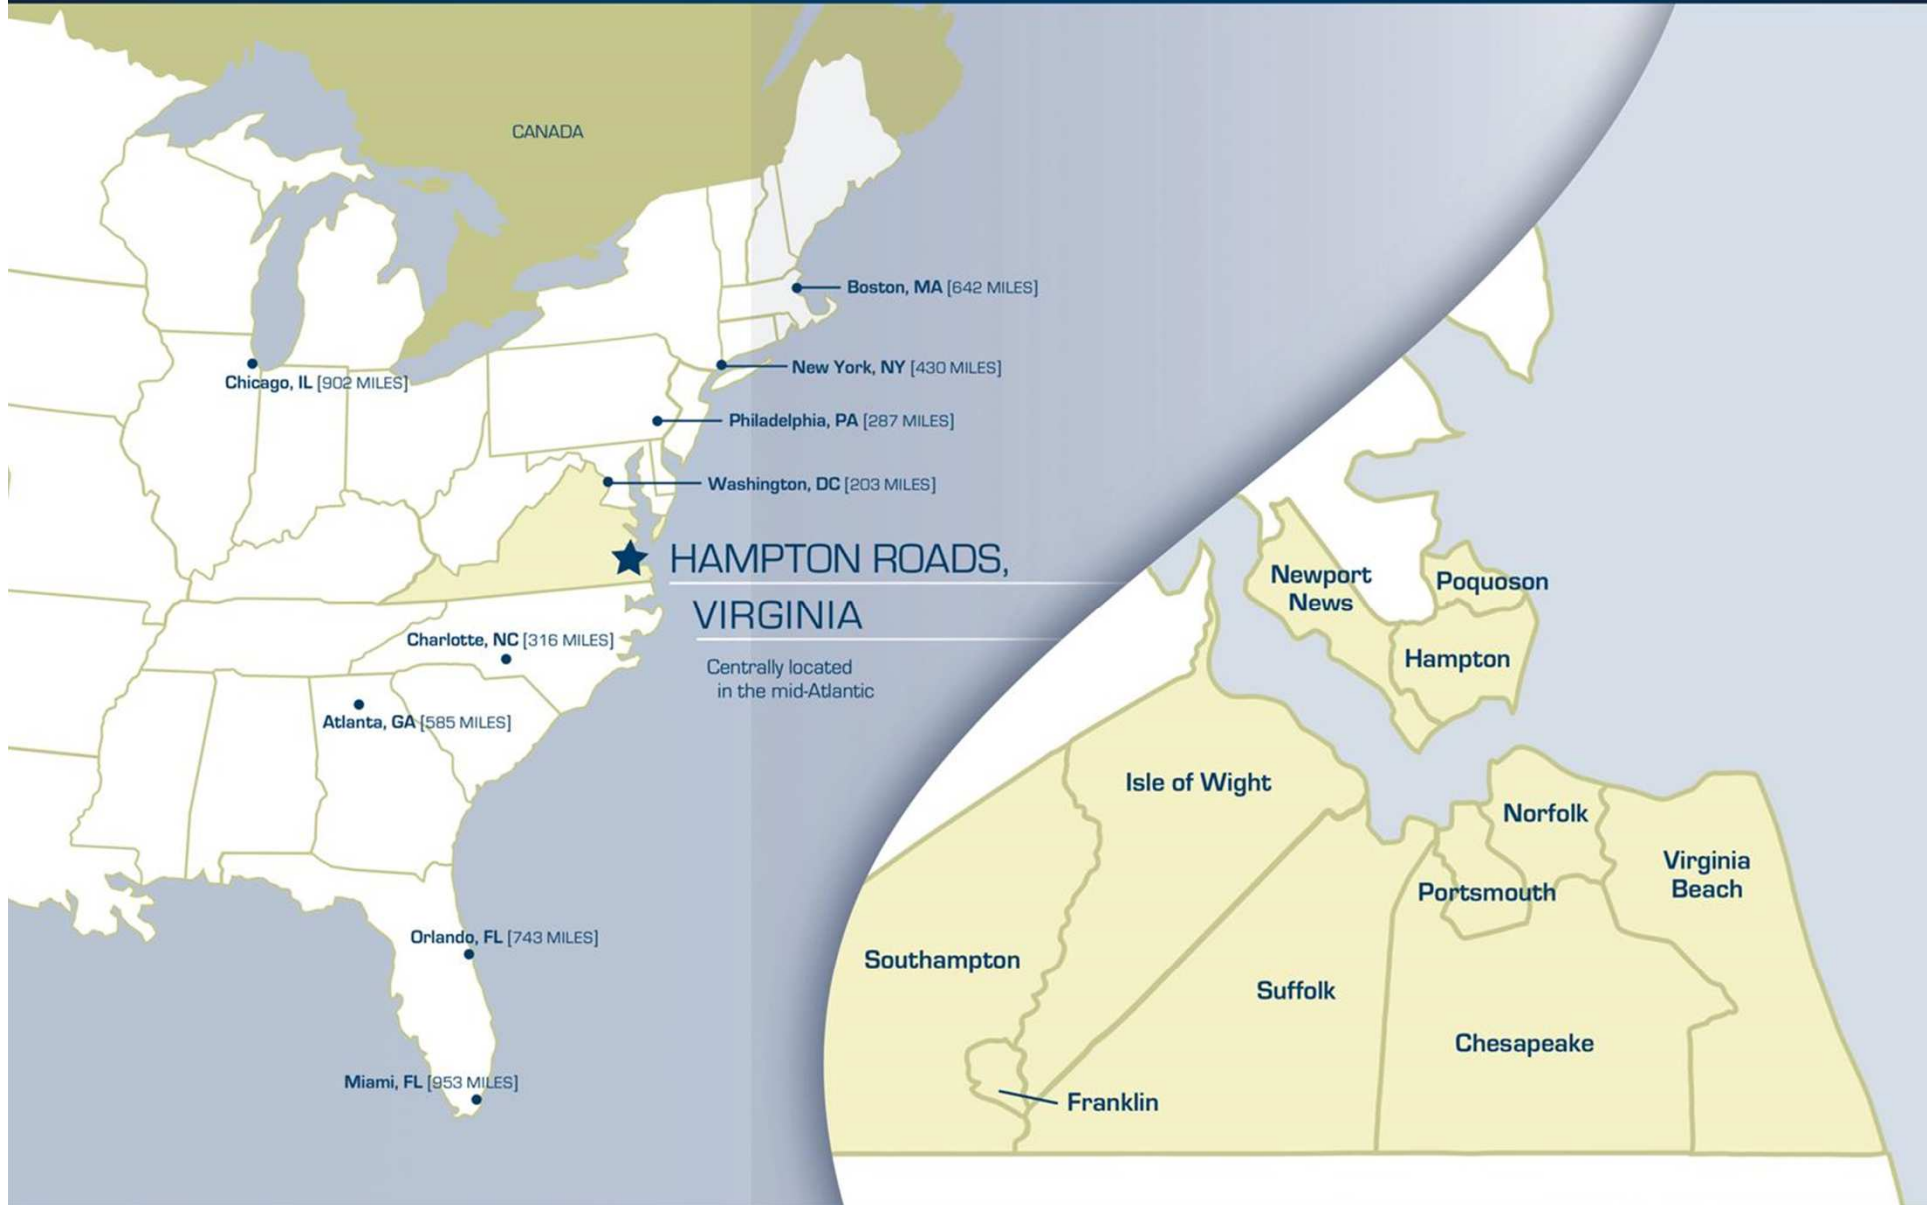 CANADA
Boston, MA [642 MILES]
New York, NY [430 MILES]
Chicago, IL [902 MILES]
Philadelphia, PA [287 MILES]
Washington, DC [203 MILES]
HAMPTON ROADS,
VIRGINIA
Centrally located
in the mid-Atlantic
Charlotte, NC [316 MILES]
Atlanta, GA [585 MILES]
Orlando, FL [743 MILES]
Miami, FL [953 MILES]
Newport
News
Poquoson
Hampton
Isle of Wight
Norfolk
Virginia
Beach
Portsmouth
Southampton
Suffolk
Chesapeake
Franklin